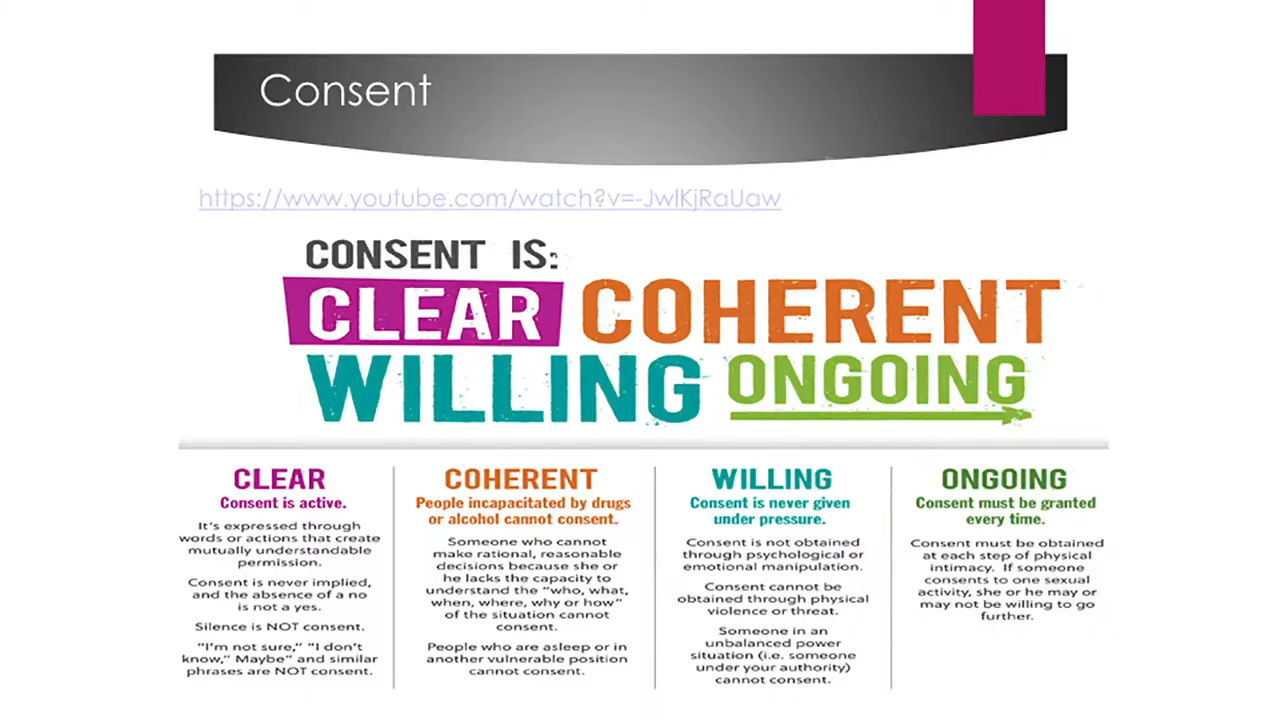 Consent
https://www.youtube.com/watch?v=-JwlKjRaUaw
CONSENT IS:
CLEAR COHERENT
WILLING ONGOING
CLEAR
Consent is active.
It's expressed through
words or actions that create
mutually understandable
permission.
Consent is never implied,
and the absence of a no
is not a yes.
Silence is NOT consent.
"I'm not sure," "I don't
know," Maybe" and similar
phrases are NOT consent.
COHERENT
People incapacitated by drugs
or alcohol cannot consent.
Someone who cannot
make rational, reasonable
decisions because she or
he lacks the capacity to
understand the "who, what,
when, where, why or how"
of the situation cannot
consent.
People who are asleep or in
another vulnerable position
cannot consent.
WILLING
Consent is never given
under pressure.
Consent is not obtained
through psychological or
emotional manipulation.
Consent cannot be
obtained through physical
violence or threat.
Someone in an
unbalanced power
situation (i.e. someone
under your authority)
cannot consent.
ONGOING
Consent must be granted
every time.
Consent must be obtained
at each step of physical
intimacy. If someone
consents to one sexual
activity, she or he may or
may not be willing to go
further.